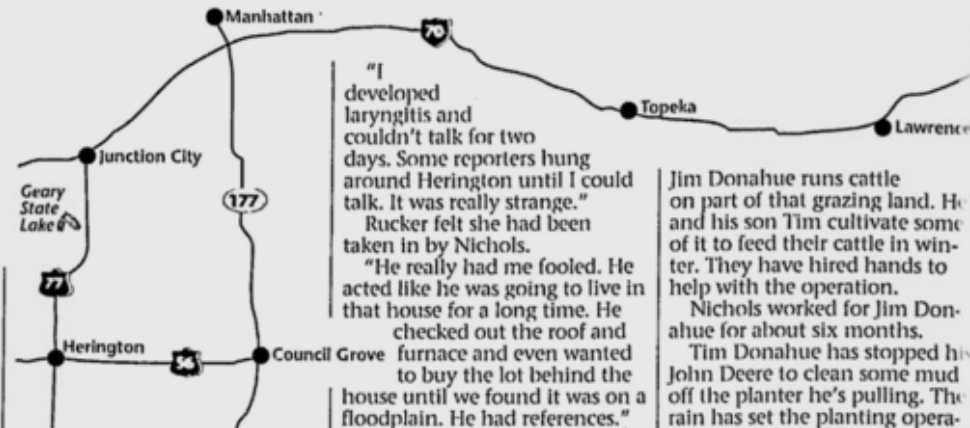 Manhattan
70
Topeka
Lawrence
Junction City
Geary
State
Lake
177
77
Herington
56
Council Grove
"I
developed
laryngitis and
couldn't talk for two
days. Some reporters hung
around Herington until I could
talk. It was really strange."
Rucker felt she had been
taken in by Nichols.
"He really had me fooled. He
acted like he was going to live in
that house for a long time. He
checked out the roof and
furnace and even wanted
to buy the lot behind the
house until we found it was on a
floodplain. He had references."
Jim Donahue runs cattle
on part of that grazing land. He
and his son Tim cultivate some
of it to feed their cattle in win-
ter. They have hired hands to
help with the operation.
Nichols worked for Jim Don-
ahue for about six months.
Tim Donahue has stopped his
John Deere to clean some mud
off the planter he's pulling. The
rain has set the planting opera-